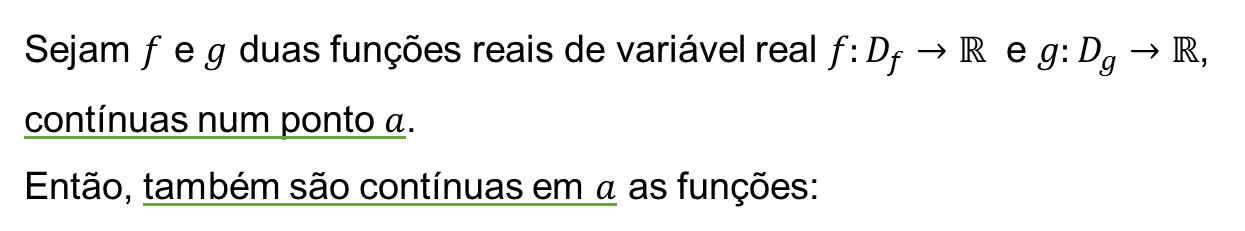 Sejam f e g duas funções reais de variável real f: D_f → ℝ e g: D_g → ℝ,
contínuas num ponto a.
Então, também são contínuas em a as funções: